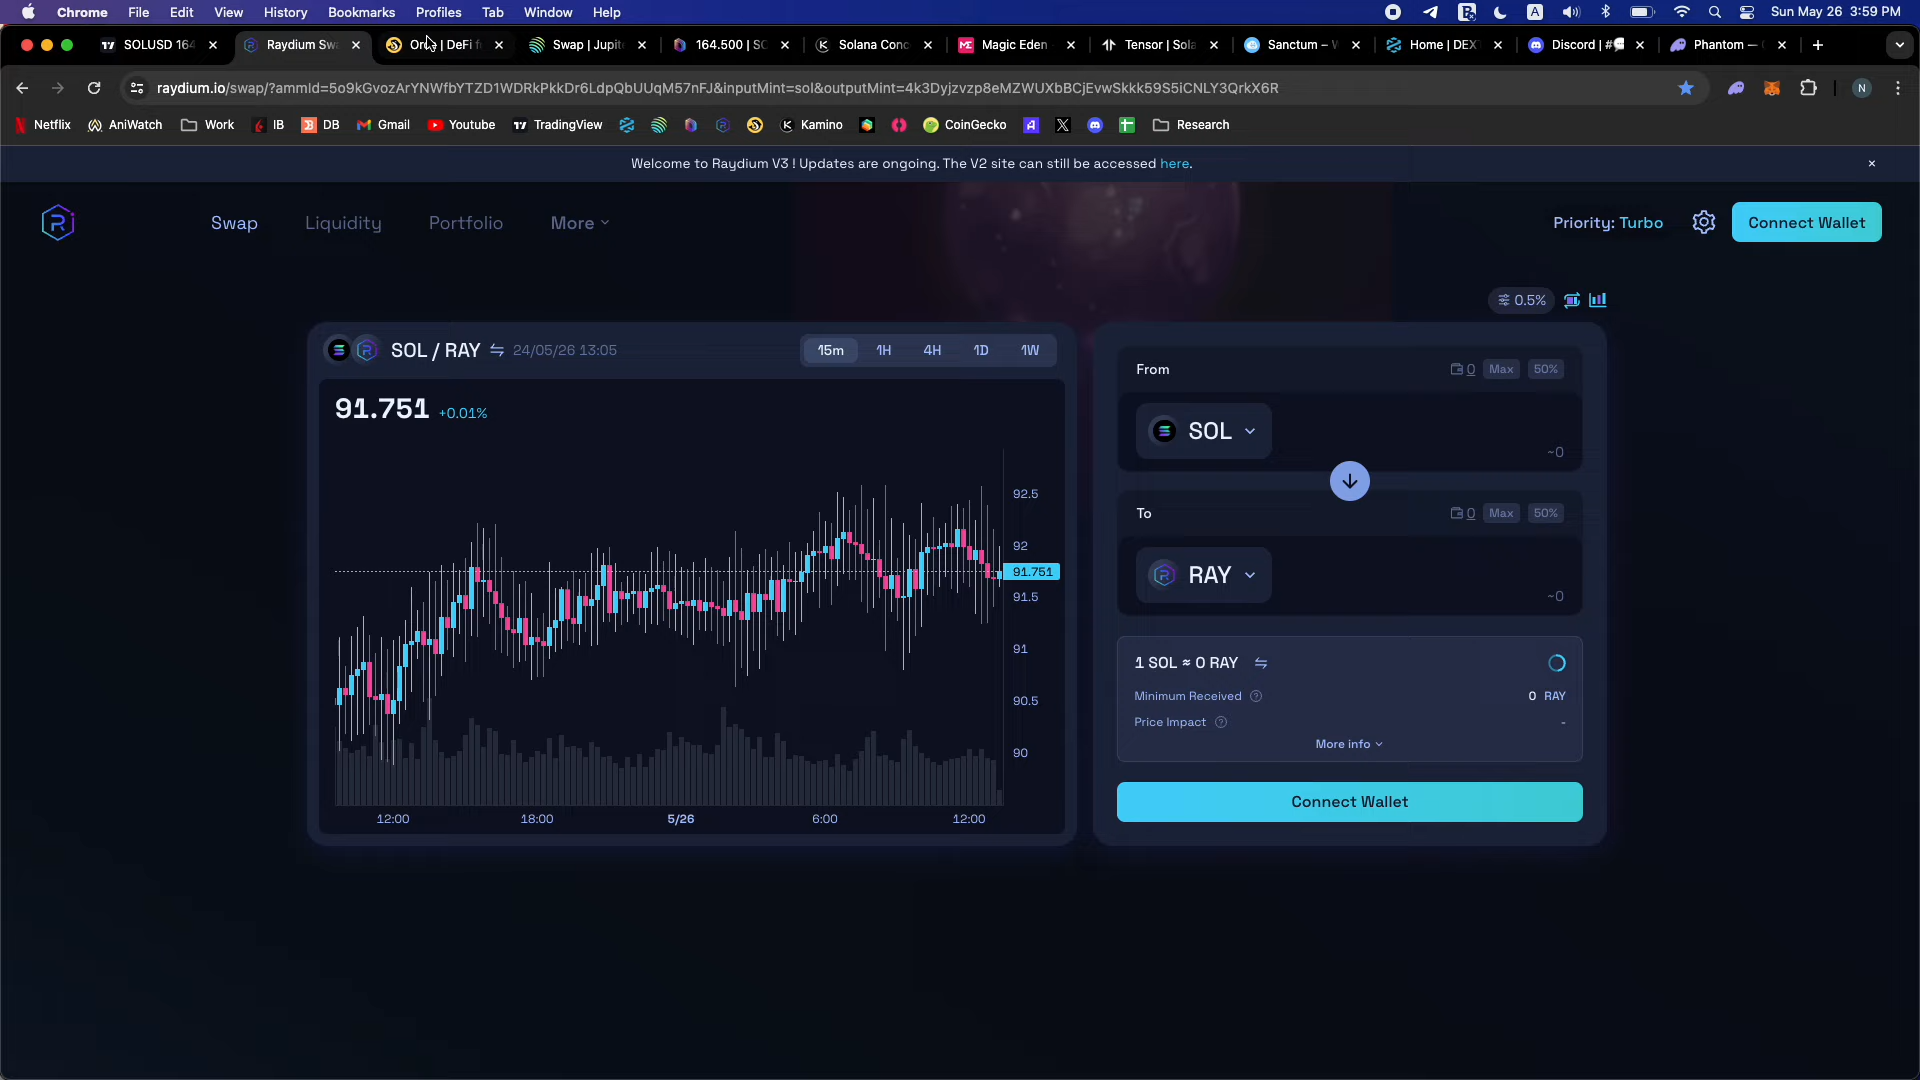 Chrome File Edit View History Bookmarks Profiles Tab Window Help A Sun May 26 3:59 PM
SOLUSD 164 Raydium Swa | DeFi f Swap | Jupite 164.500 | SO Solana Conc Magic Eden - Tensor | Sola Sanctum – W Home | DEXT Discord | # Phantom —
raydium.io/swap/?ammId=5o9kGvozArYNWfbYTZD1WDRkPkkDr6LdpQbUUqM57nFJ&inputMint=sol&outputMint=4k3Dyjzvzp8eMZWUXbBCjEvwSkkk59S5iCNLY3QrkX6R N
Netflix AniWatch Work IB DB Gmail Youtube TradingView Kamino CoinGecko Research
Welcome to Raydium V3 ! Updates are ongoing. The V2 site can still be accessed here.
Swap Liquidity Portfolio More Priority: Turbo Connect Wallet
0.5%
SOL / RAY 24/05/26 13:05 15m 1H 4H 1D 1W
91.751 +0.01%
92.5
92
91.751
91.5
91
90.5
90
12:00 18:00 5/26 6:00 12:00
From 0 Max 50%
SOL
~0
To 0 Max 50%
RAY
~0
1 SOL ≈ 0 RAY
Minimum Received 0 RAY
Price Impact -
More info
Connect Wallet